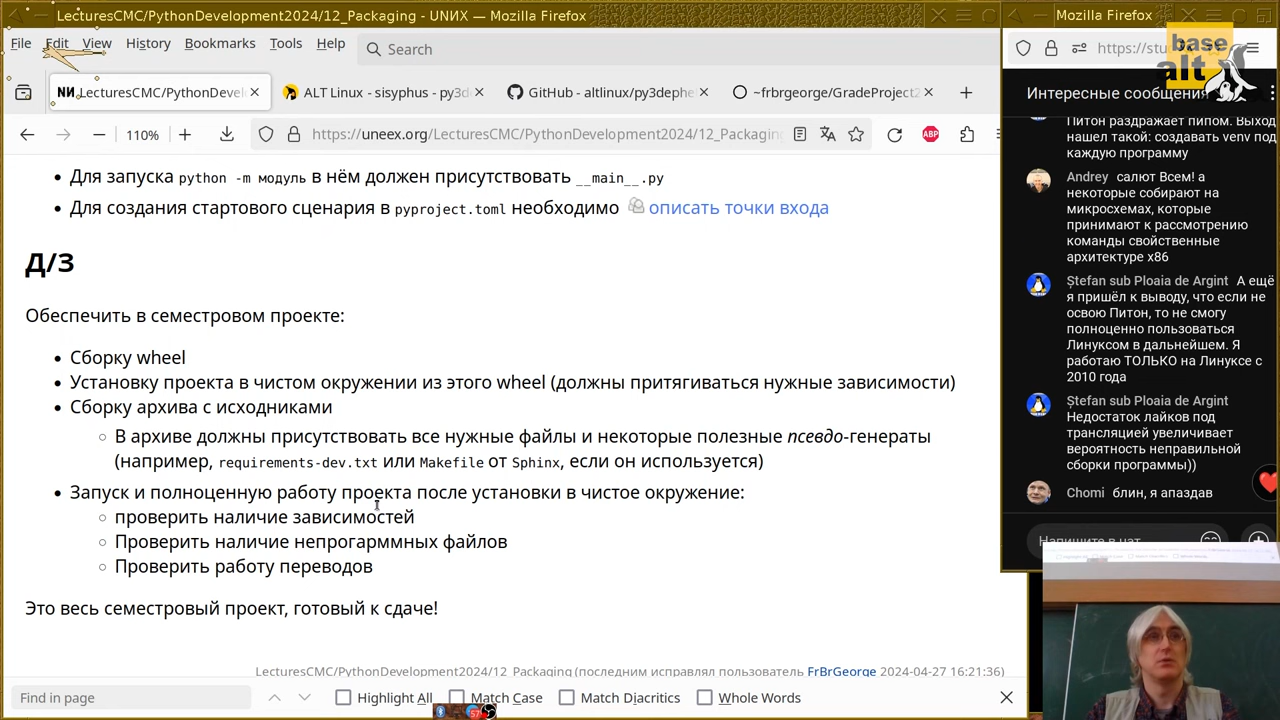 LecturesCMC/PythonDevelopment2024/12_Packaging - UNИX — Mozilla Firefox
Mozilla Firefox
File Edit View History Bookmarks Tools Help
Search
https://stu
base
alt
NИ LecturesCMC/PythonDevel
ALT Linux - sisyphus - py3d
GitHub - altlinux/py3dephe
~frbrgeorge/GradeProject2
110%
https://uneex.org/LecturesCMC/PythonDevelopment2024/12_Packaging
ABP
Интересные сообщения
Для запуска python -m модуль в нём должен присутствовать __main__.py
Для создания стартового сценария в pyproject.toml необходимо описать точки входа
Д/З
Обеспечить в семестровом проекте:
Сборку wheel
Установку проекта в чистом окружении из этого wheel (должны притягиваться нужные зависимости)
Сборку архива с исходниками
В архиве должны присутствовать все нужные файлы и некоторые полезные псевдо-генераты
(например, requirements-dev.txt или Makefile от Sphinx, если он используется)
Запуск и полноценную работу проекта после установки в чистое окружение:
проверить наличие зависимостей
Проверить наличие непрогарммных файлов
Проверить работу переводов
Это весь семестровый проект, готовый к сдаче!
LecturesCMC/PythonDevelopment2024/12_Packaging (последним исправлял пользователь FrBrGeorge 2024-04-27 16:21:36)
Find in page
Highlight All Match Case Match Diacritics Whole Words
Питон раздражает пипом. Выход
нашел такой: создавать venv под
каждую программу
Andrey салют Всем! а
некоторые собирают на
микросхемах, которые
принимают к рассмотрению
команды свойственные
архитектуре x86
Ștefan sub Ploaia de Argint А ещё
я пришёл к выводу, что если не
освою Питон, то не смогу
полноценно пользоваться
Линуксом в дальнейшем. Я
работаю ТОЛЬКО на Линуксе с
2010 года
Ștefan sub Ploaia de Argint
Недостаток лайков под
трансляцией увеличивает
вероятность неправильной
сборки программы))
Chomi блин, я апаздав
Напишите в чат